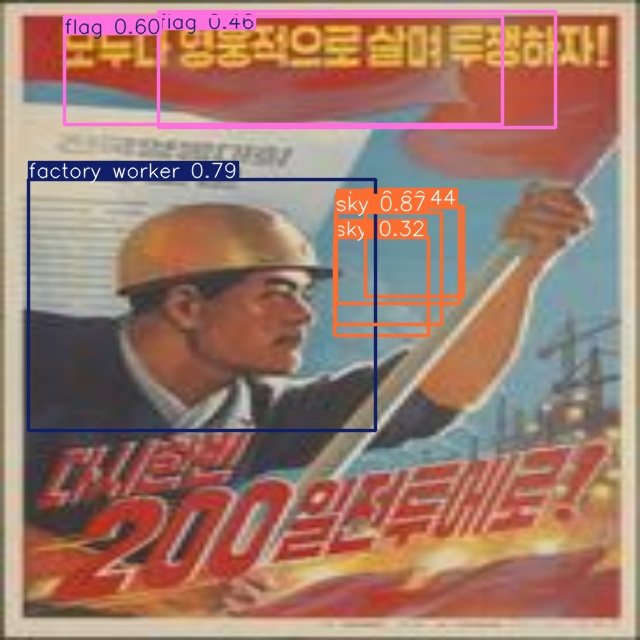 모두다 영웅적으로 살며 투쟁하자!
flag 0.60
flag 0.46
factory worker 0.79
sky 0.87
44
sky 0.32
다시한번
200일전투에로!